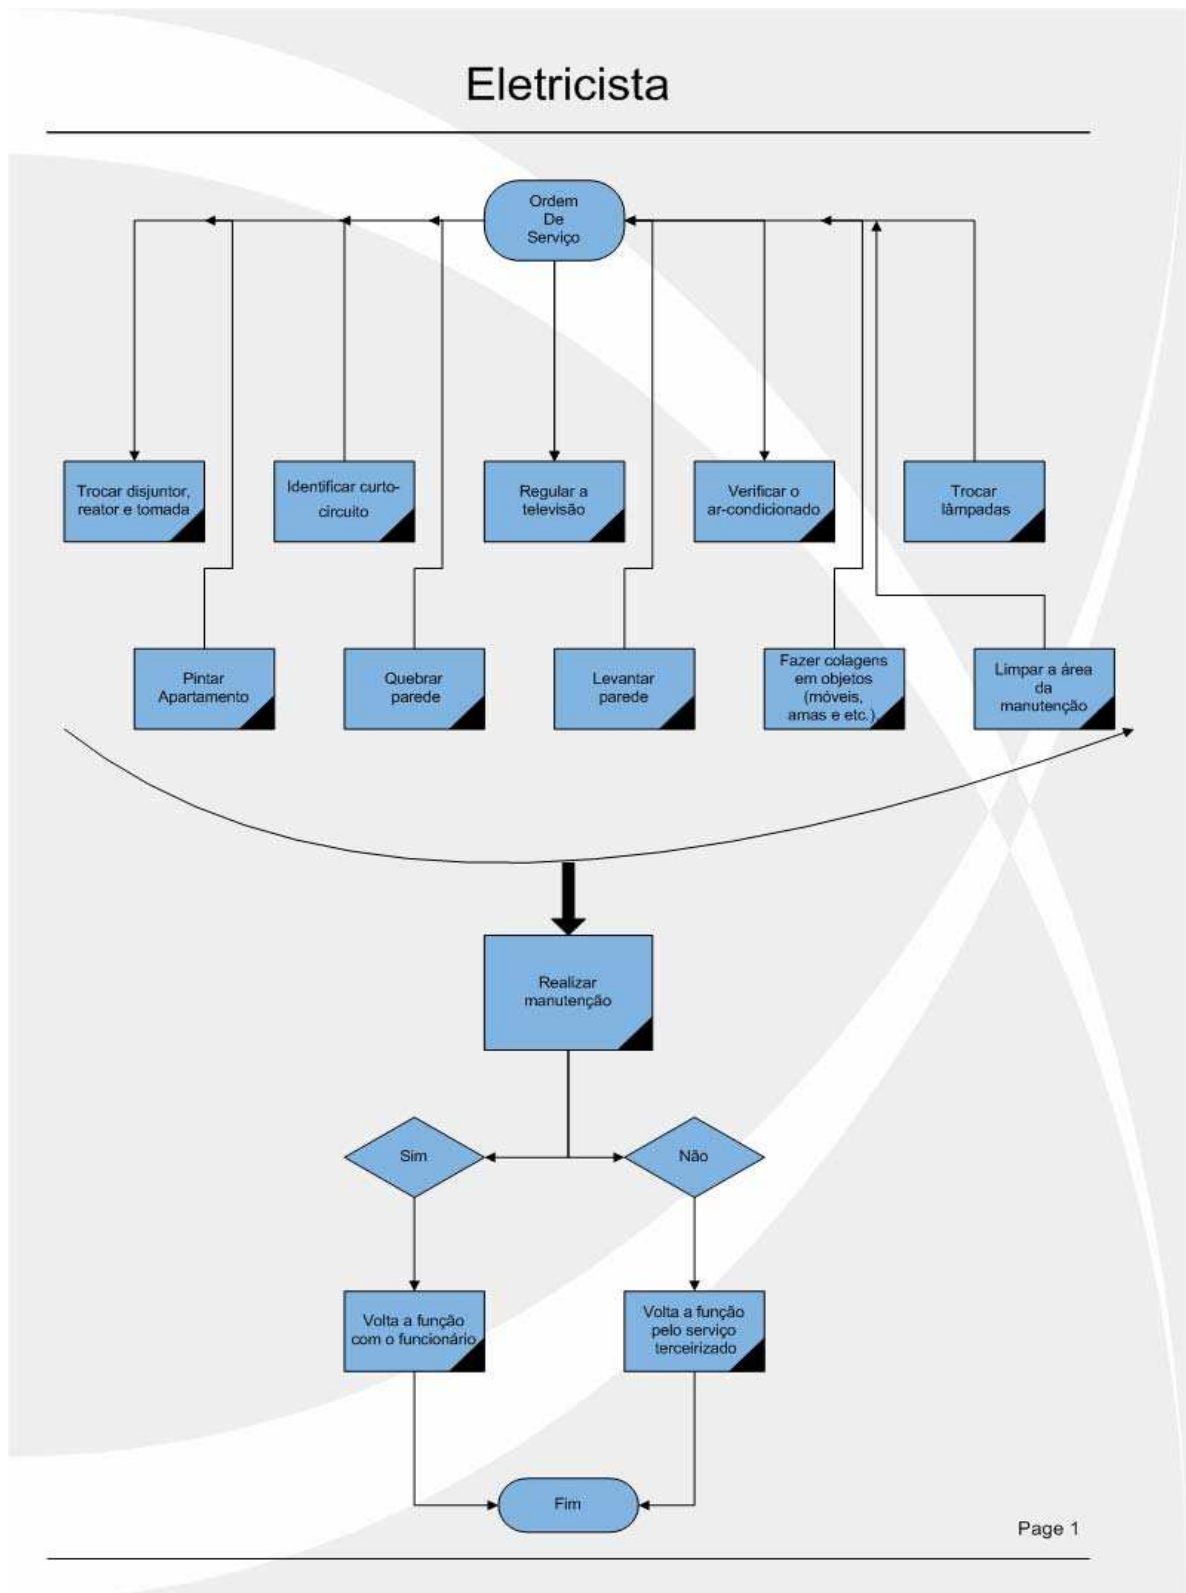 Eletricista
Ordem
De
Serviço
Trocar disjuntor,
reator e tomada
Identificar curto-
circuito
Regular a
televisão
Verificar o
ar-condicionado
Trocar
lâmpadas
Pintar
Apartamento
Quebrar
parede
Levantar
parede
Fazer colagens
em objetos
(móveis,
amas e etc.)
Limpar a área
da
manutenção
Realizar
manutenção
Sim
Não
Volta a função
com o funcionário
Volta a função
pelo serviço
terceirizado
Fim
Page 1